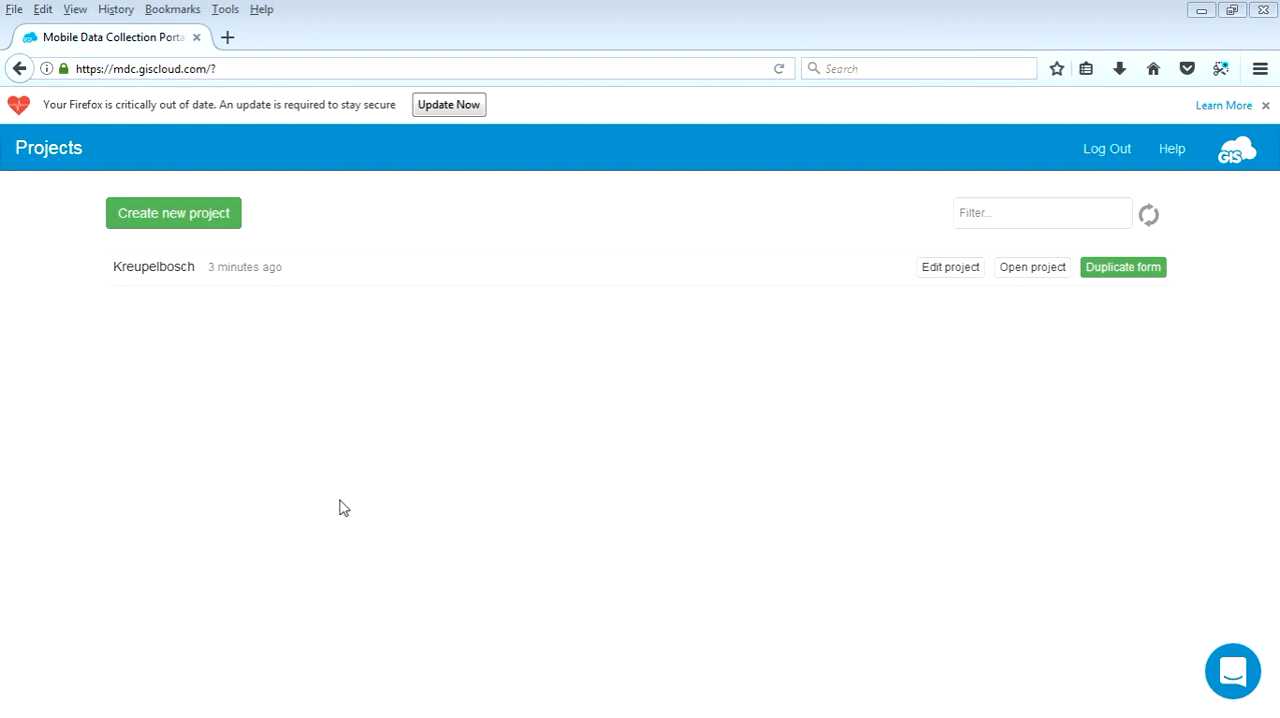 File Edit View History Bookmarks Tools Help
Mobile Data Collection Porta
https://mdc.giscloud.com/?
Search
Your Firefox is critically out of date. An update is required to stay secure Update Now Learn More
Projects Log Out Help GIS
Create new project Filter...
Kreupelbosch 3 minutes ago Edit project Open project Duplicate form